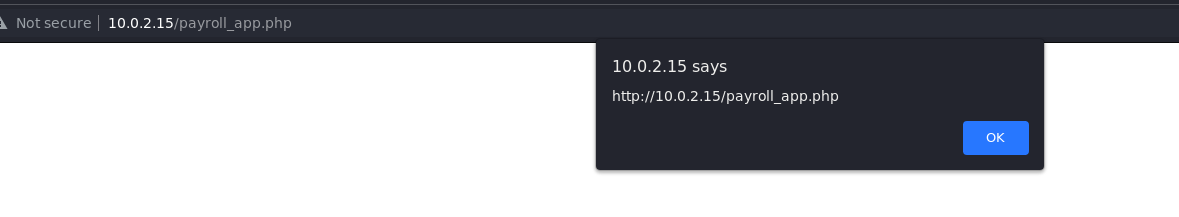 Not secure 10.0.2.15/payroll_app.php
10.0.2.15 says
http://10.0.2.15/payroll_app.php
OK